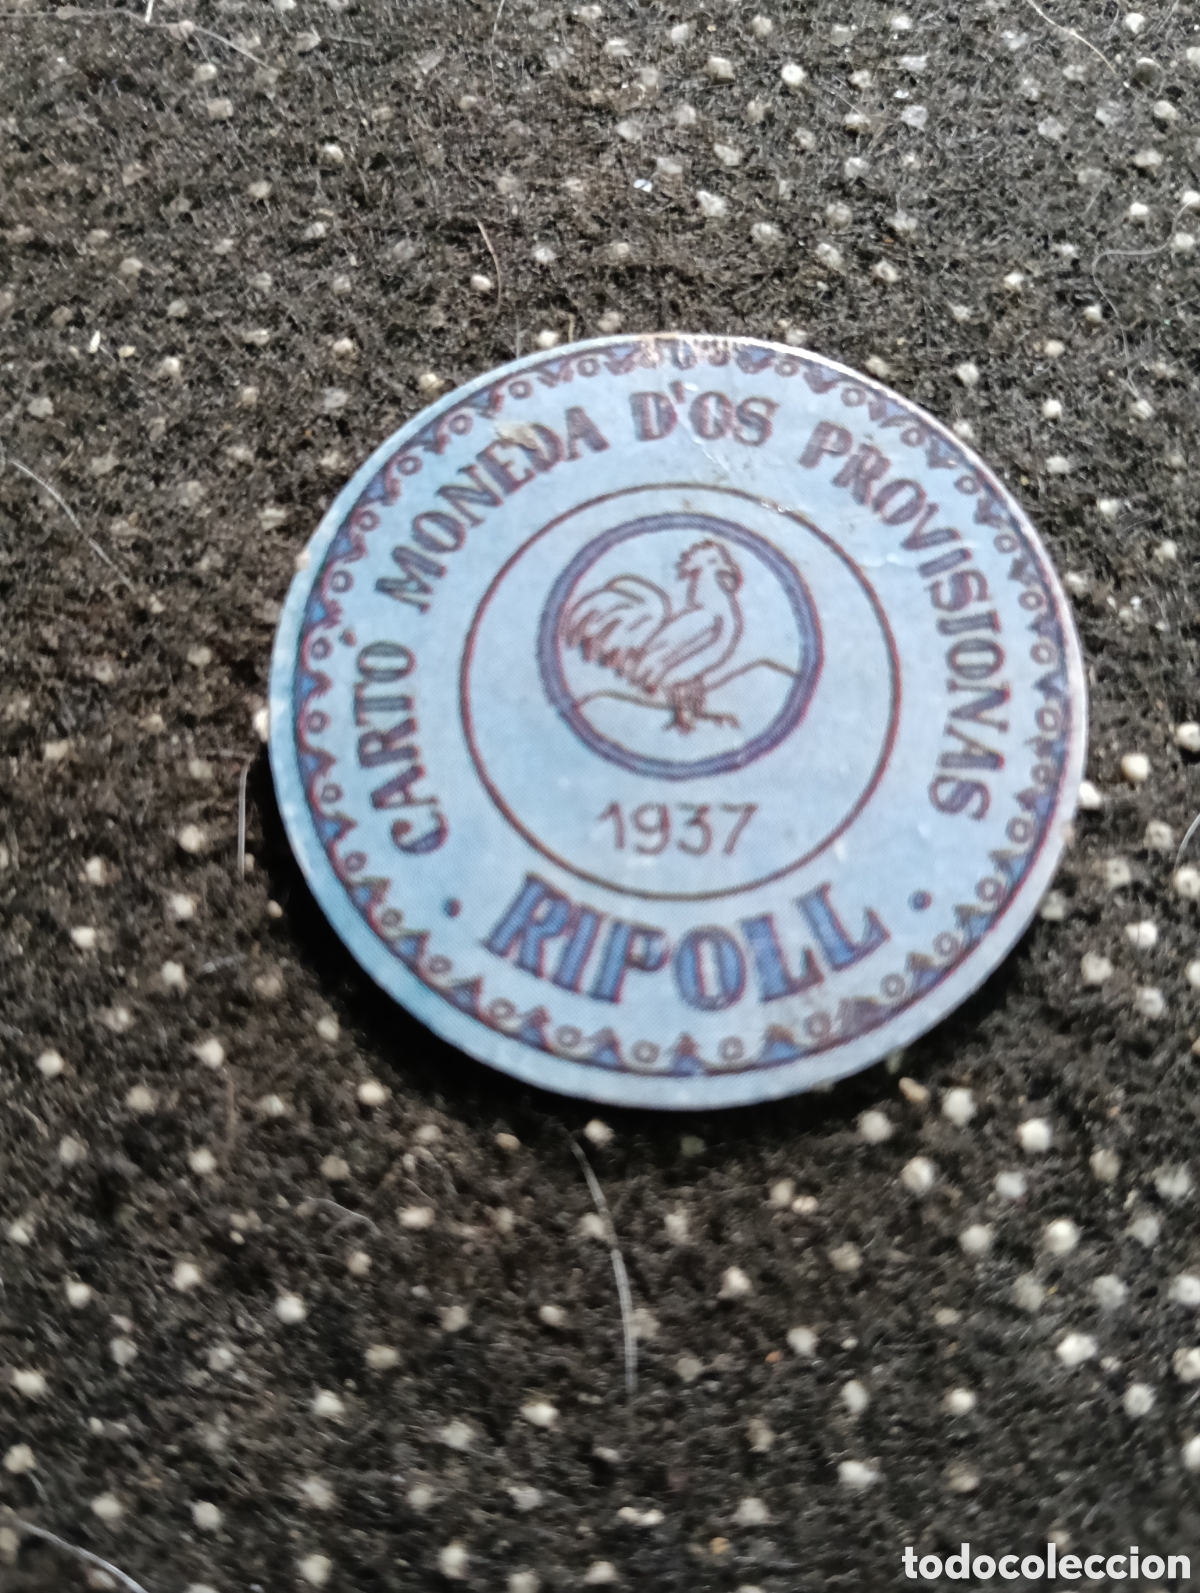 CARTÓ MONEDA D'OS PROVISIONAS
1937
· RIPOLL ·
todocoleccion